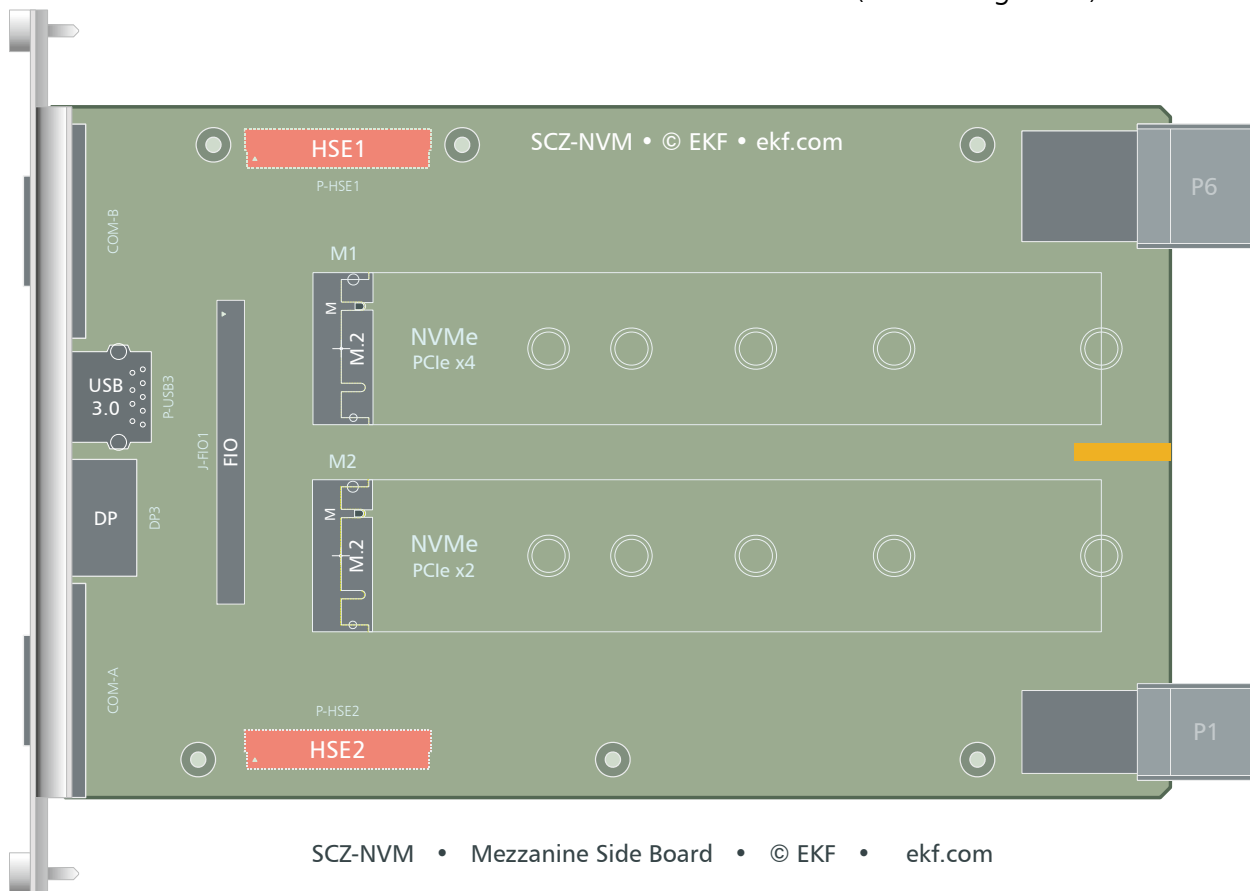 HSE1
SCZ-NVM • © EKF • ekf.com
P-HSE1
P6
COM-B
M1
M
M.2
NVMe
PCIe x4
USB
3.0
P-USB3
J-FIO1
FIO
M2
M
M.2
NVMe
PCIe x2
DP
DP3
COM-A
P-HSE2
HSE2
P1
SCZ-NVM • Mezzanine Side Board • © EKF • ekf.com